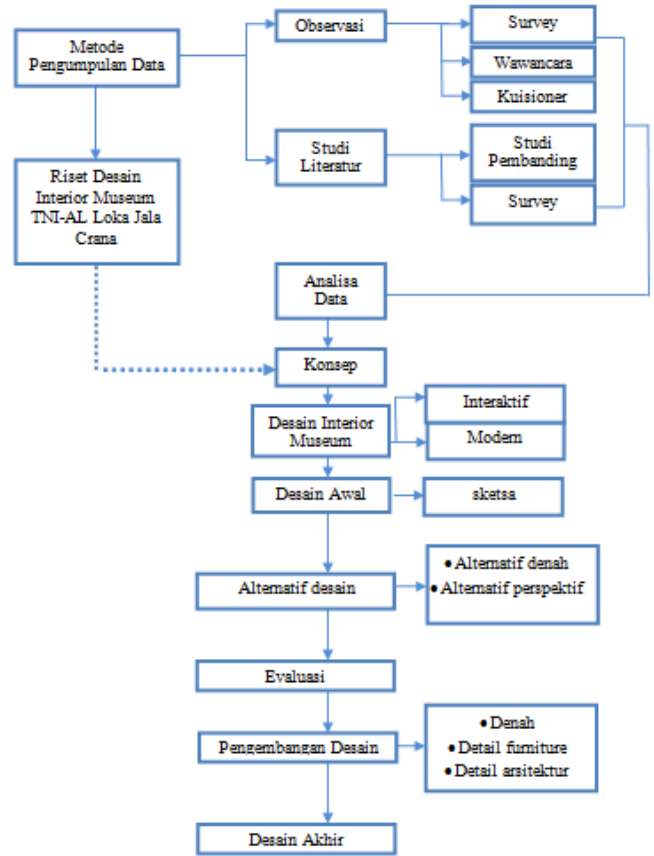 Metode
Pengumpulan Data
Observasi
Survey
Wawancara
Kuisioner
Studi
Literatur
Studi
Pembanding
Survey
Riset Desain
Interior Museum
TNI-AL Loka Jala
Crana
Analisa
Data
Konsep
Desain Interior
Museum
Interaktif
Modern
Desain Awal
sketsa
Alternatif desain
• Alternatif denah
• Alternatif perspektif
Evaluasi
Pengembangan Desain
• Denah
• Detail furniture
• Detail arsitektur
Desain Akhir